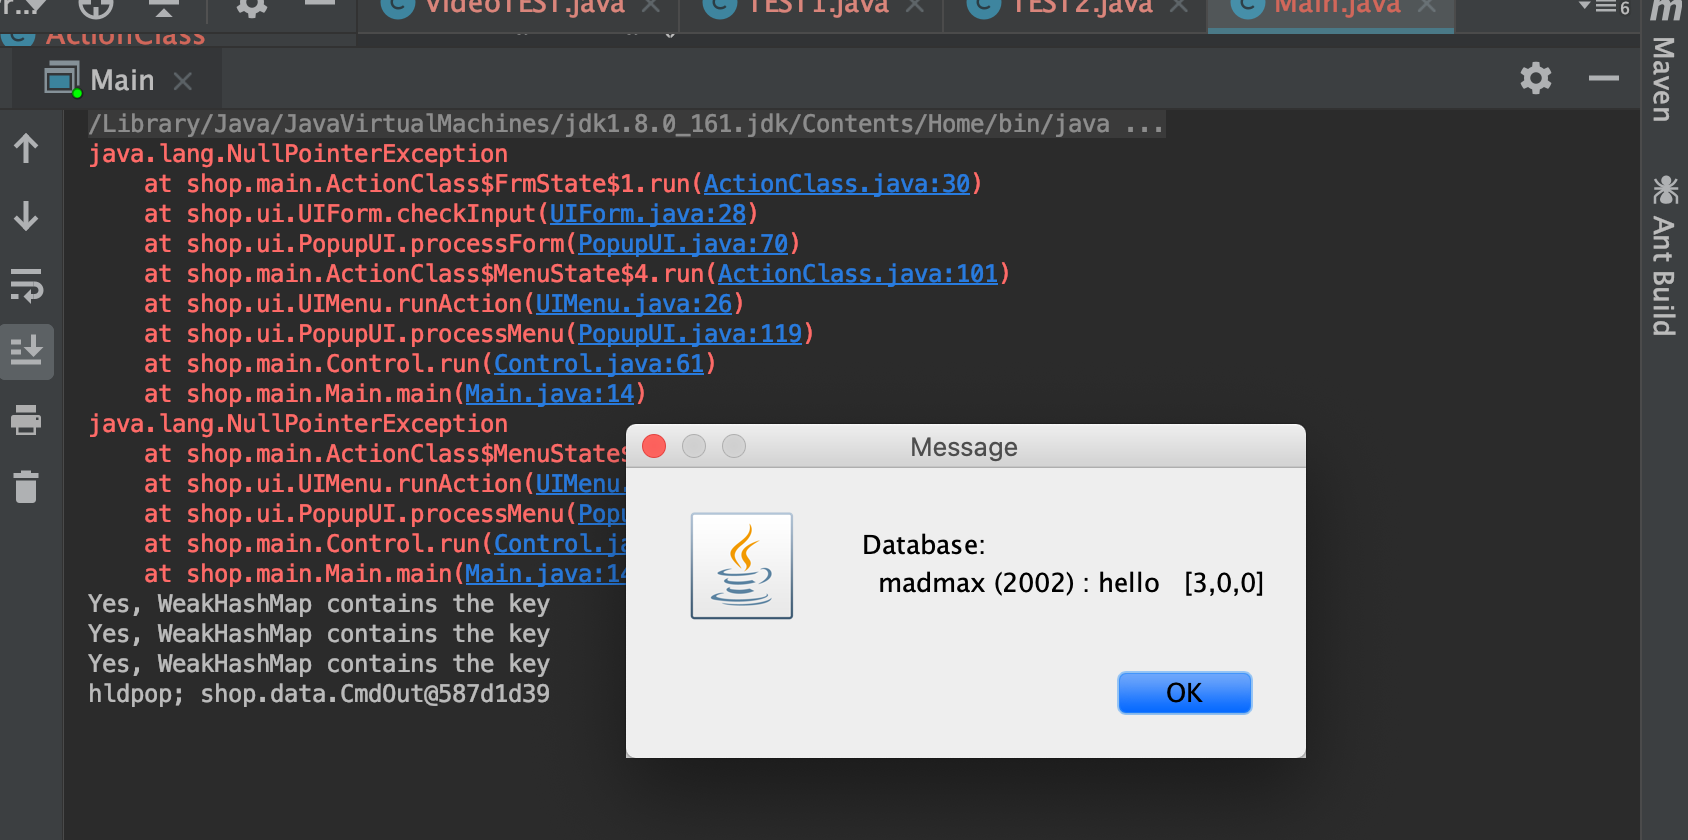 VideoTEST.java
TEST1.java
TEST2.java
Main.java
6
ActionClass
Main
/Library/Java/JavaVirtualMachines/jdk1.8.0_161.jdk/Contents/Home/bin/java ...
java.lang.NullPointerException
at shop.main.ActionClass$FrmState$1.run(ActionClass.java:30)
at shop.ui.UIForm.checkInput(UIForm.java:28)
at shop.ui.PopupUI.processForm(PopupUI.java:70)
at shop.main.ActionClass$MenuState$4.run(ActionClass.java:101)
at shop.ui.UIMenu.runAction(UIMenu.java:26)
at shop.ui.PopupUI.processMenu(PopupUI.java:119)
at shop.main.Control.run(Control.java:61)
at shop.main.Main.main(Main.java:14)
java.lang.NullPointerException
at shop.main.ActionClass$MenuState
at shop.ui.UIMenu.runAction(UIMenu.
at shop.ui.PopupUI.processMenu(Popu
at shop.main.Control.run(Control.ja
at shop.main.Main.main(Main.java:14
Yes, WeakHashMap contains the key
Yes, WeakHashMap contains the key
Yes, WeakHashMap contains the key
hldpop; shop.data.CmdOut@587d1d39
Message
Database:
madmax (2002) : hello [3,0,0]
OK
m
Maven
Ant Build